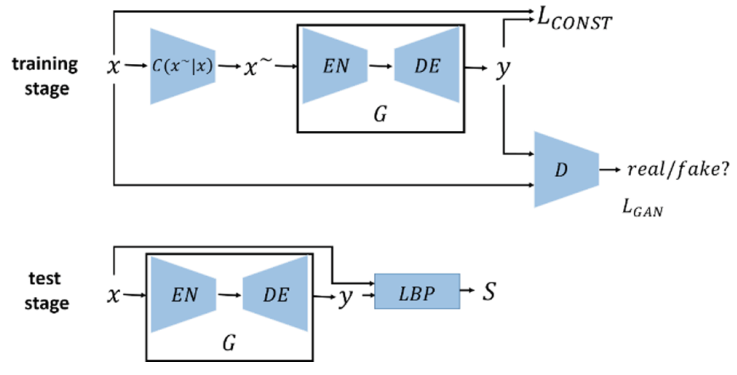 L_CONST
training stage
x C(x~|x) x~ EN DE y
G
D real/fake?
L_GAN
test stage
x EN DE y LBP S
G